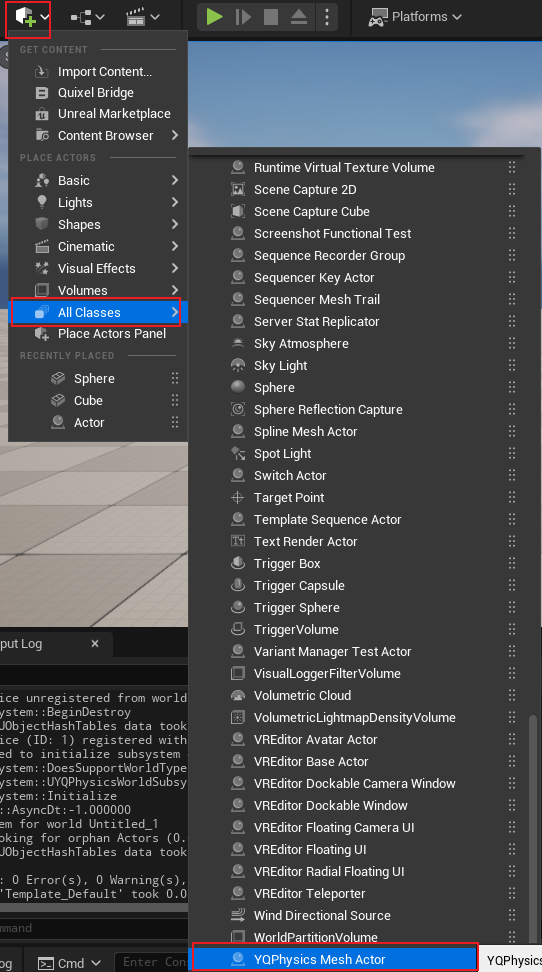 Platforms
GET CONTENT
Import Content...
Quixel Bridge
Unreal Marketplace
Content Browser
PLACE ACTORS
Basic
Lights
Shapes
Cinematic
Visual Effects
Volumes
All Classes
Place Actors Panel
RECENTLY PLACED
Sphere
Cube
Actor
Runtime Virtual Texture Volume
Scene Capture 2D
Scene Capture Cube
Screenshot Functional Test
Sequence Recorder Group
Sequencer Key Actor
Sequencer Mesh Trail
Server Stat Replicator
Sky Atmosphere
Sky Light
Sphere
Sphere Reflection Capture
Spline Mesh Actor
Spot Light
Switch Actor
Target Point
Template Sequence Actor
Text Render Actor
Trigger Box
Trigger Capsule
Trigger Sphere
TriggerVolume
Variant Manager Test Actor
VisualLoggerFilterVolume
Volumetric Cloud
VolumetricLightmapDensityVolume
VREditor Avatar Actor
VREditor Base Actor
VREditor Dockable Camera Window
VREditor Dockable Window
VREditor Floating Camera UI
VREditor Floating UI
VREditor Radial Floating UI
VREditor Teleporter
Wind Directional Source
WorldPartitionVolume
YQPhysics Mesh Actor
YQPhysics
put Log
ice unregistered from world
ystem::BeginDestroy
UObjectHashTables data took
ice (ID: 1) registered with
ed to initialize subsystem
ystem::DoesSupportWorldType
ystem::UYQPhysicsWorldSubsy
ystem::Initialize
::AsyncDt:-1.000000
em for world Untitled_1
oking for orphan Actors (0.
UObjectHashTables data took
: 0 Error(s), 0 Warning(s),
'Template_Default' took 0.0
mmand
og
Cmd
Enter Con